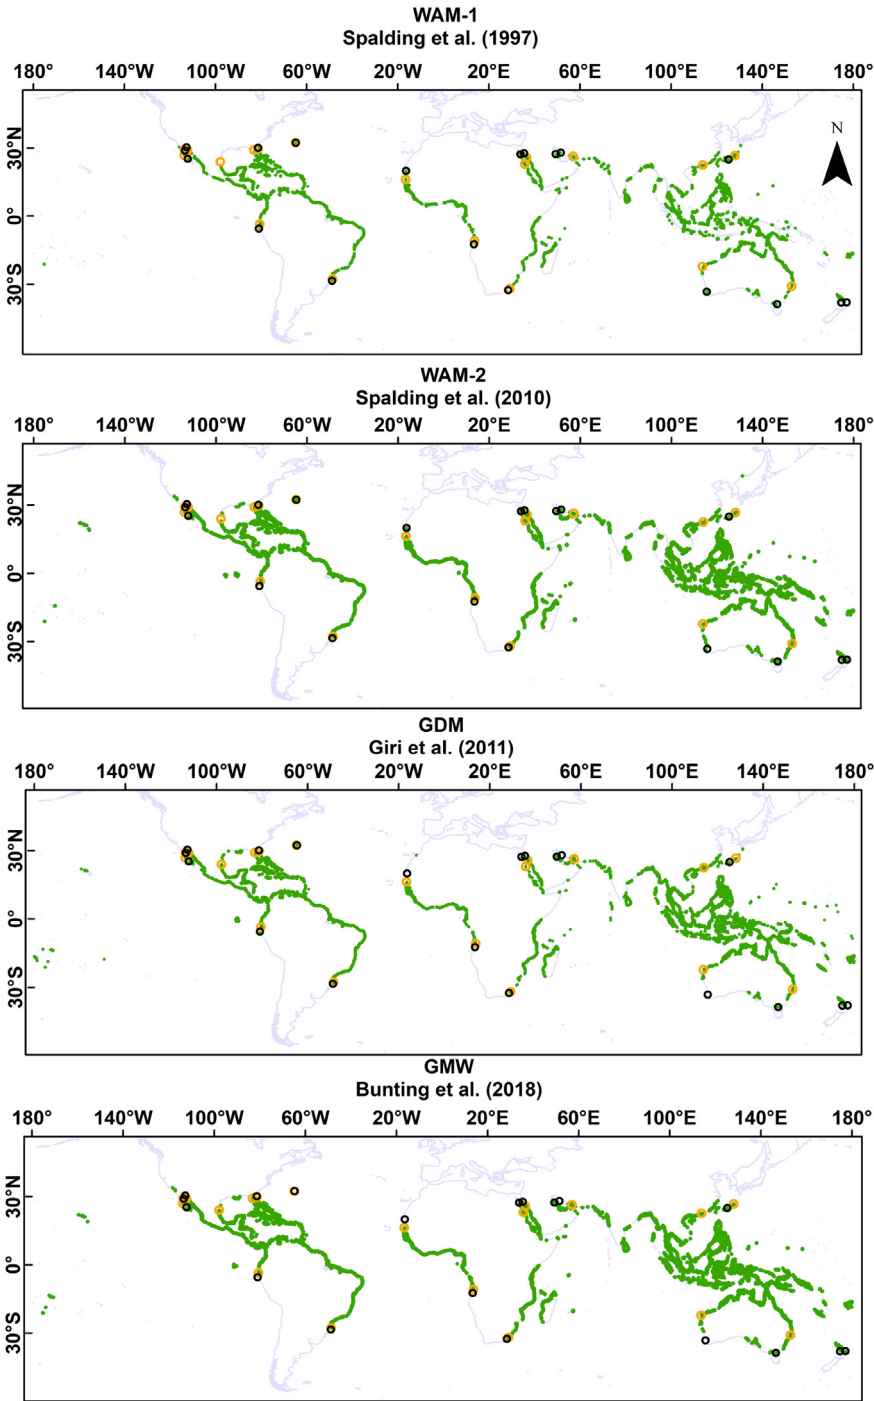 WAM-1
Spalding et al. (1997)
180° 140°W 100°W 60°W 20°W 20°E 60°E 100°E 140°E 180°
N
30°N
0°
30°S
WAM-2
Spalding et al. (2010)
180° 140°W 100°W 60°W 20°W 20°E 60°E 100°E 140°E 180°
30°N
0°
30°S
GDM
Giri et al. (2011)
180° 140°W 100°W 60°W 20°W 20°E 60°E 100°E 140°E 180°
30°N
0°
30°S
GMW
Bunting et al. (2018)
180° 140°W 100°W 60°W 20°W 20°E 60°E 100°E 140°E 180°
30°N
0°
30°S